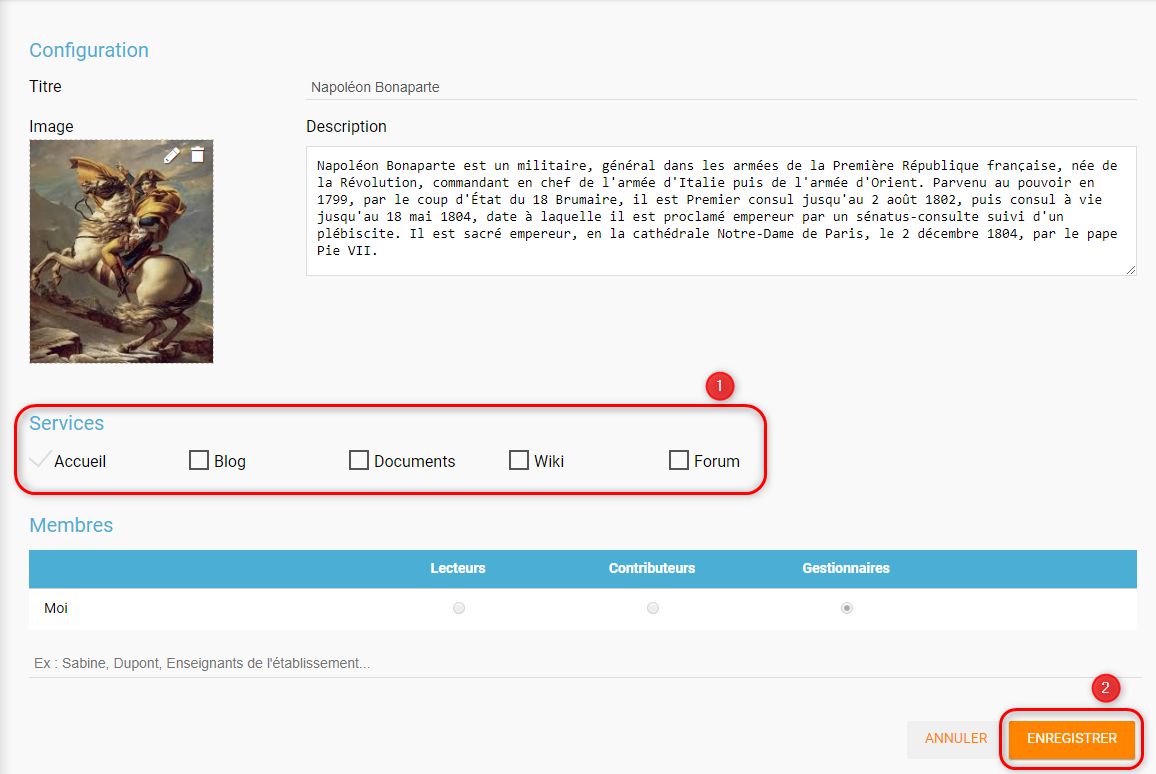 Configuration
Titre
Napoléon Bonaparte
Image
Description
Napoléon Bonaparte est un militaire, général dans les armées de la Première République française, née de
la Révolution, commandant en chef de l'armée d'Italie puis de l'armée d'Orient. Parvenu au pouvoir en
1799, par le coup d'État du 18 Brumaire, il est Premier consul jusqu'au 2 août 1802, puis consul à vie
jusqu'au 18 mai 1804, date à laquelle il est proclamé empereur par un sénatus-consulte suivi d'un
plébiscite. Il est sacré empereur, en la cathédrale Notre-Dame de Paris, le 2 décembre 1804, par le pape
Pie VII.
1
Services
Accueil Blog Documents Wiki Forum
Membres
Lecteurs Contributeurs Gestionnaires
Moi
Ex : Sabine, Dupont, Enseignants de l'établissement...
2
ANNULER ENREGISTRER